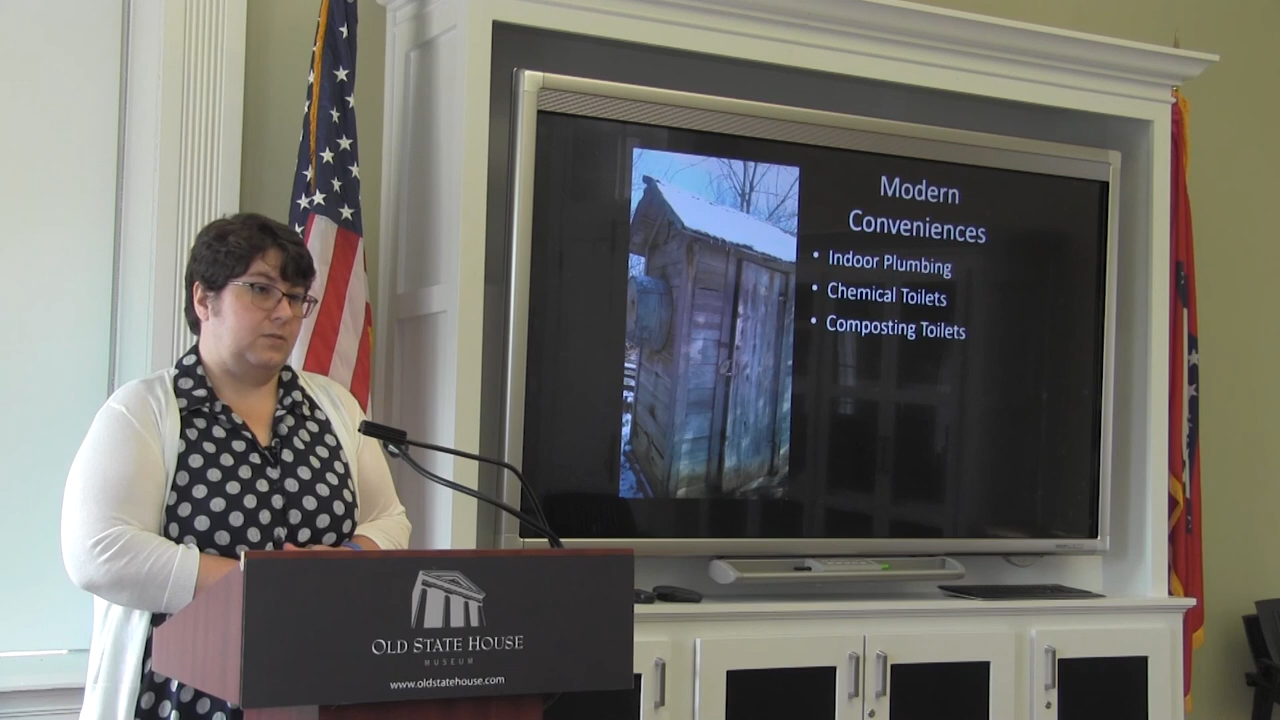 Modern
Conveniences
• Indoor Plumbing
• Chemical Toilets
• Composting Toilets
OLD STATE HOUSE
MUSEUM
www.oldstatehouse.com